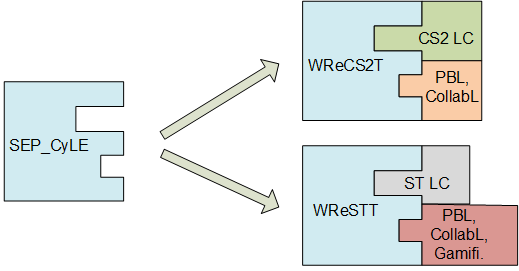 SEP_CyLE
WReCS2T
CS2 LC
PBL,
CollabL
WReSTT
ST LC
PBL,
CollabL,
Gamifi.